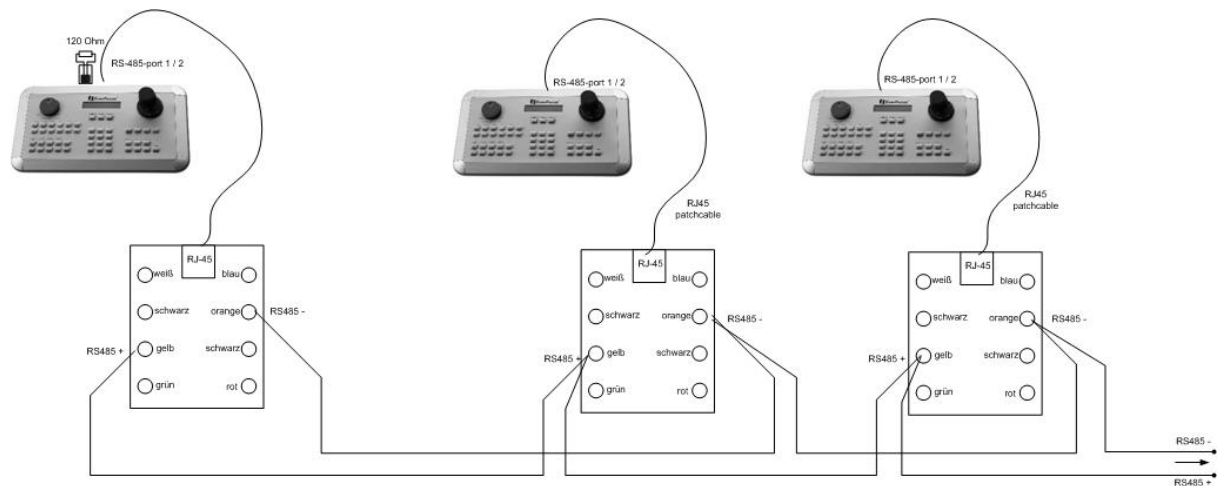 120 Ohm
RS-485-port 1 / 2
RS-485-port 1 / 2
RS-485-port 1 / 2
RJ45
patchcable
RJ45
patchcable
RJ-45
weiß
blau
schwarz
orange
RS485 -
RS485 +
gelb
schwarz
grün
rot
RJ-45
weiß
blau
schwarz
orange
RS485 -
RS485 +
gelb
schwarz
grün
rot
RJ-45
weiß
blau
schwarz
orange
RS485 -
RS485 +
gelb
schwarz
grün
rot
RS485 -
RS485 +